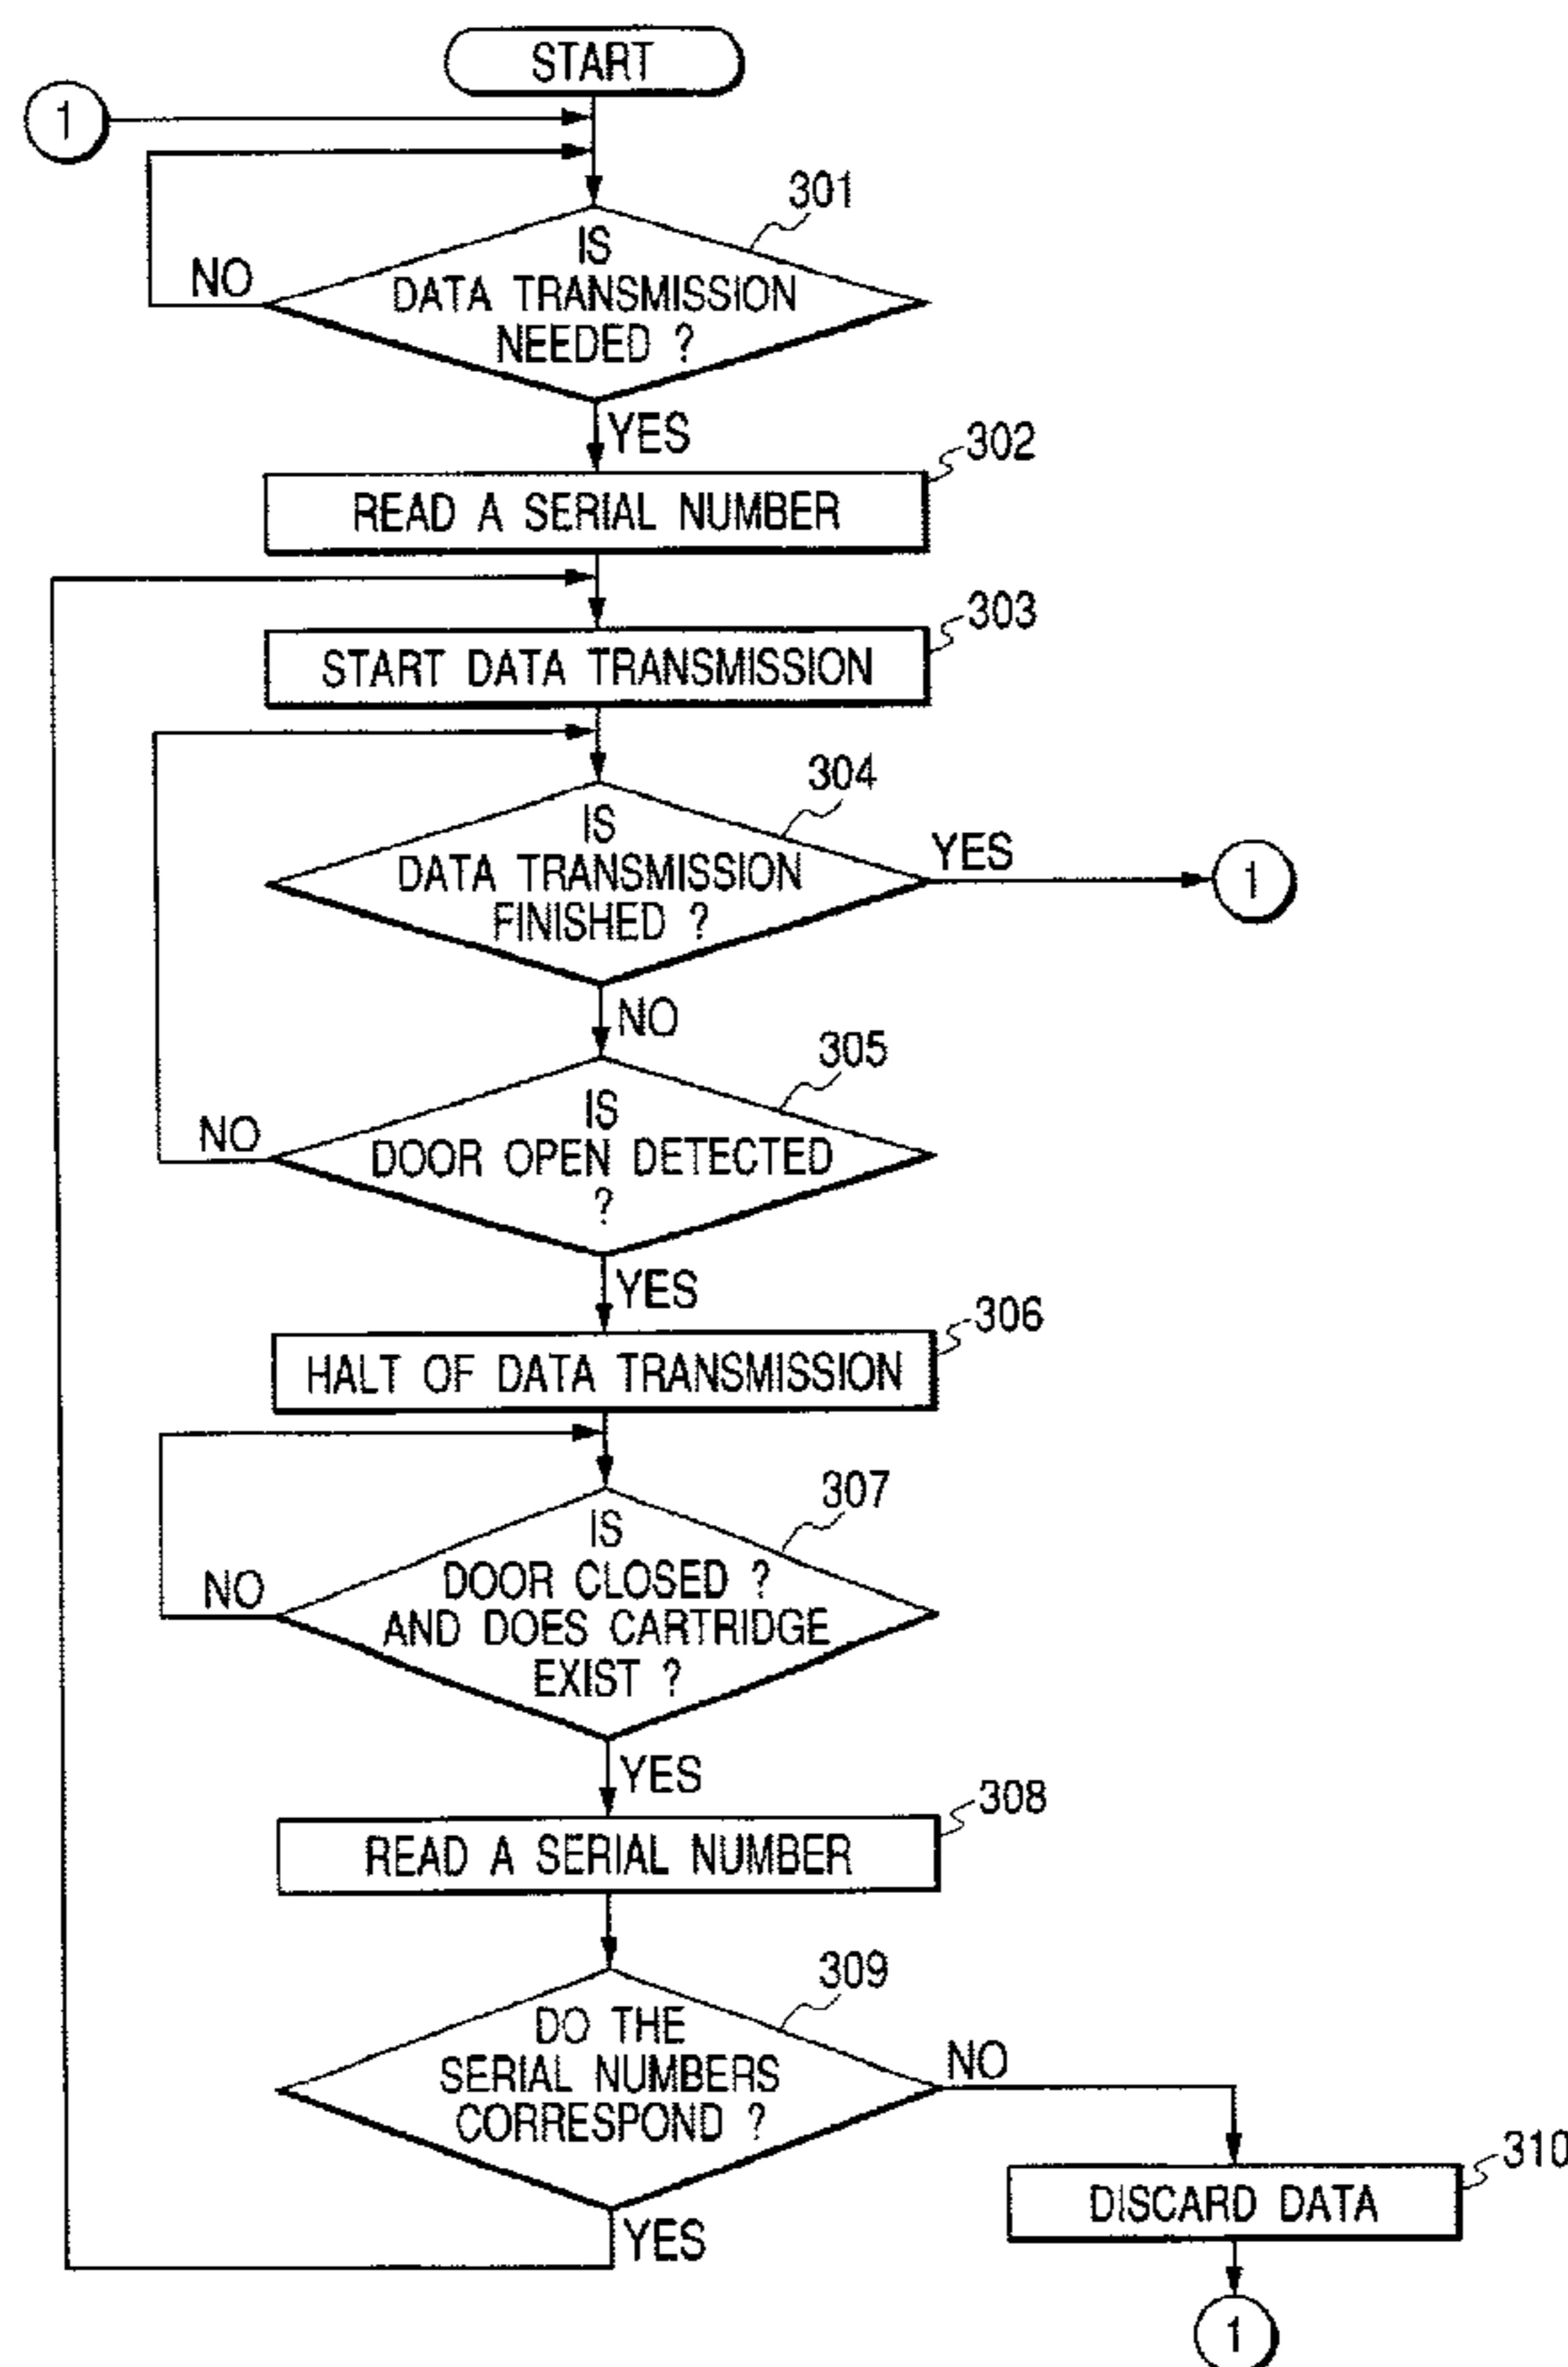 START
1
301
IS
DATA TRANSMISSION
NEEDED ?
NO
YES
302
READ A SERIAL NUMBER
303
START DATA TRANSMISSION
304
IS
DATA TRANSMISSION
FINISHED ?
YES
1
NO
305
IS
DOOR OPEN DETECTED
?
NO
YES
306
HALT OF DATA TRANSMISSION
307
IS
DOOR CLOSED ?
AND DOES CARTRIDGE
EXIST ?
NO
YES
308
READ A SERIAL NUMBER
309
DO THE
SERIAL NUMBERS
CORRESPOND ?
NO
YES
310
DISCARD DATA
1